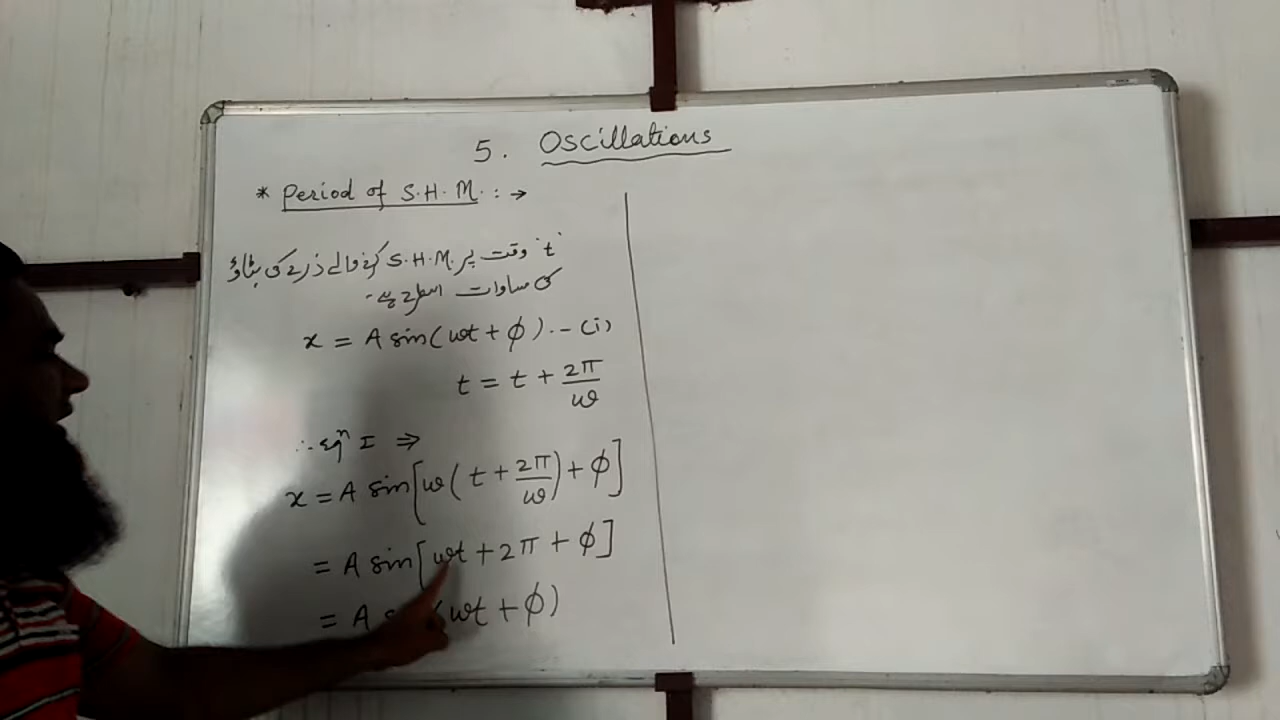 5. Oscillations
* Period of S.H.M. : →
't' وقت پر S.H.M. کرنے والے ذرے کی ہٹاؤ
کی مساوات اسطرح ہے۔
x = A sin(ωt + φ). - (i)
t = t + 2π/ω
∴ eqⁿ I ⇒
x = A sin[ω(t + 2π/ω) + φ]
= A sin[ωt + 2π + φ]
= A sin(ωt + φ)